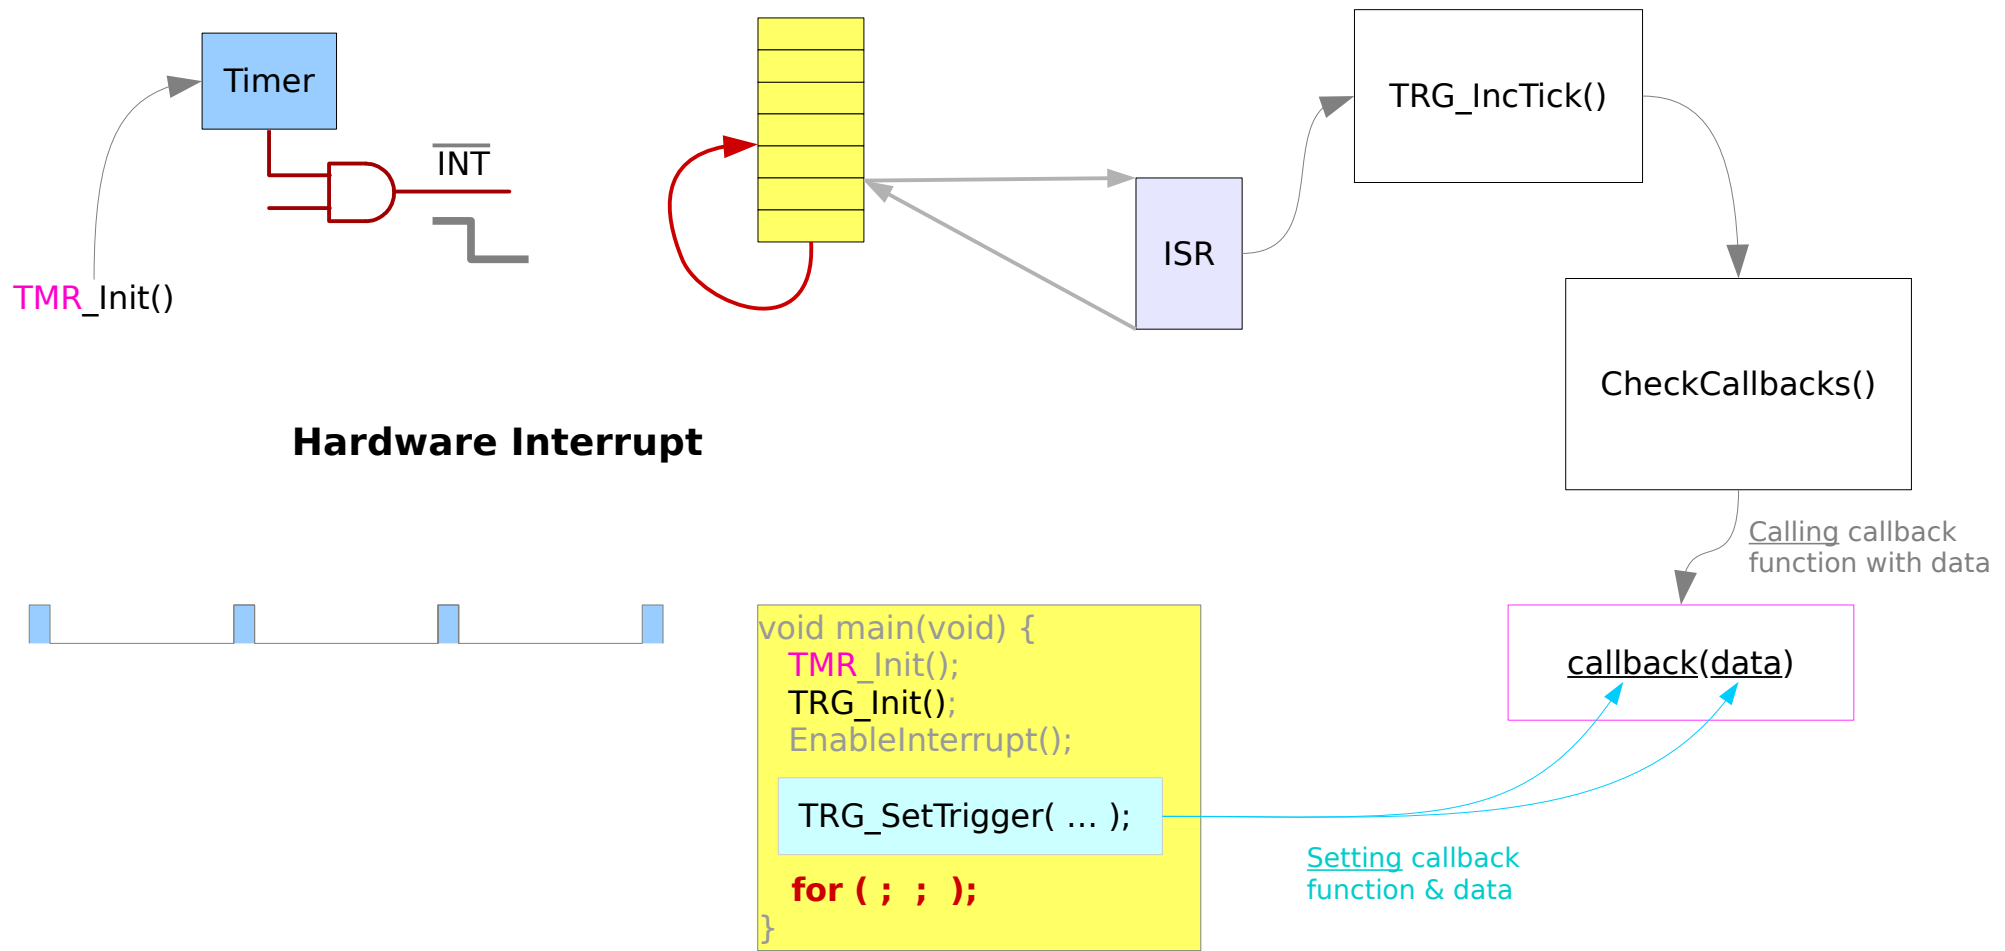 Timer
INT
TMR_Init()
ISR
TRG_IncTick()
CheckCallbacks()
Hardware Interrupt
Calling callback
function with data
callback(data)
void main(void) {
TMR_Init();
TRG_Init();
EnableInterrupt();
TRG_SetTrigger( ... );
for ( ; ; );
}
Setting callback
function & data